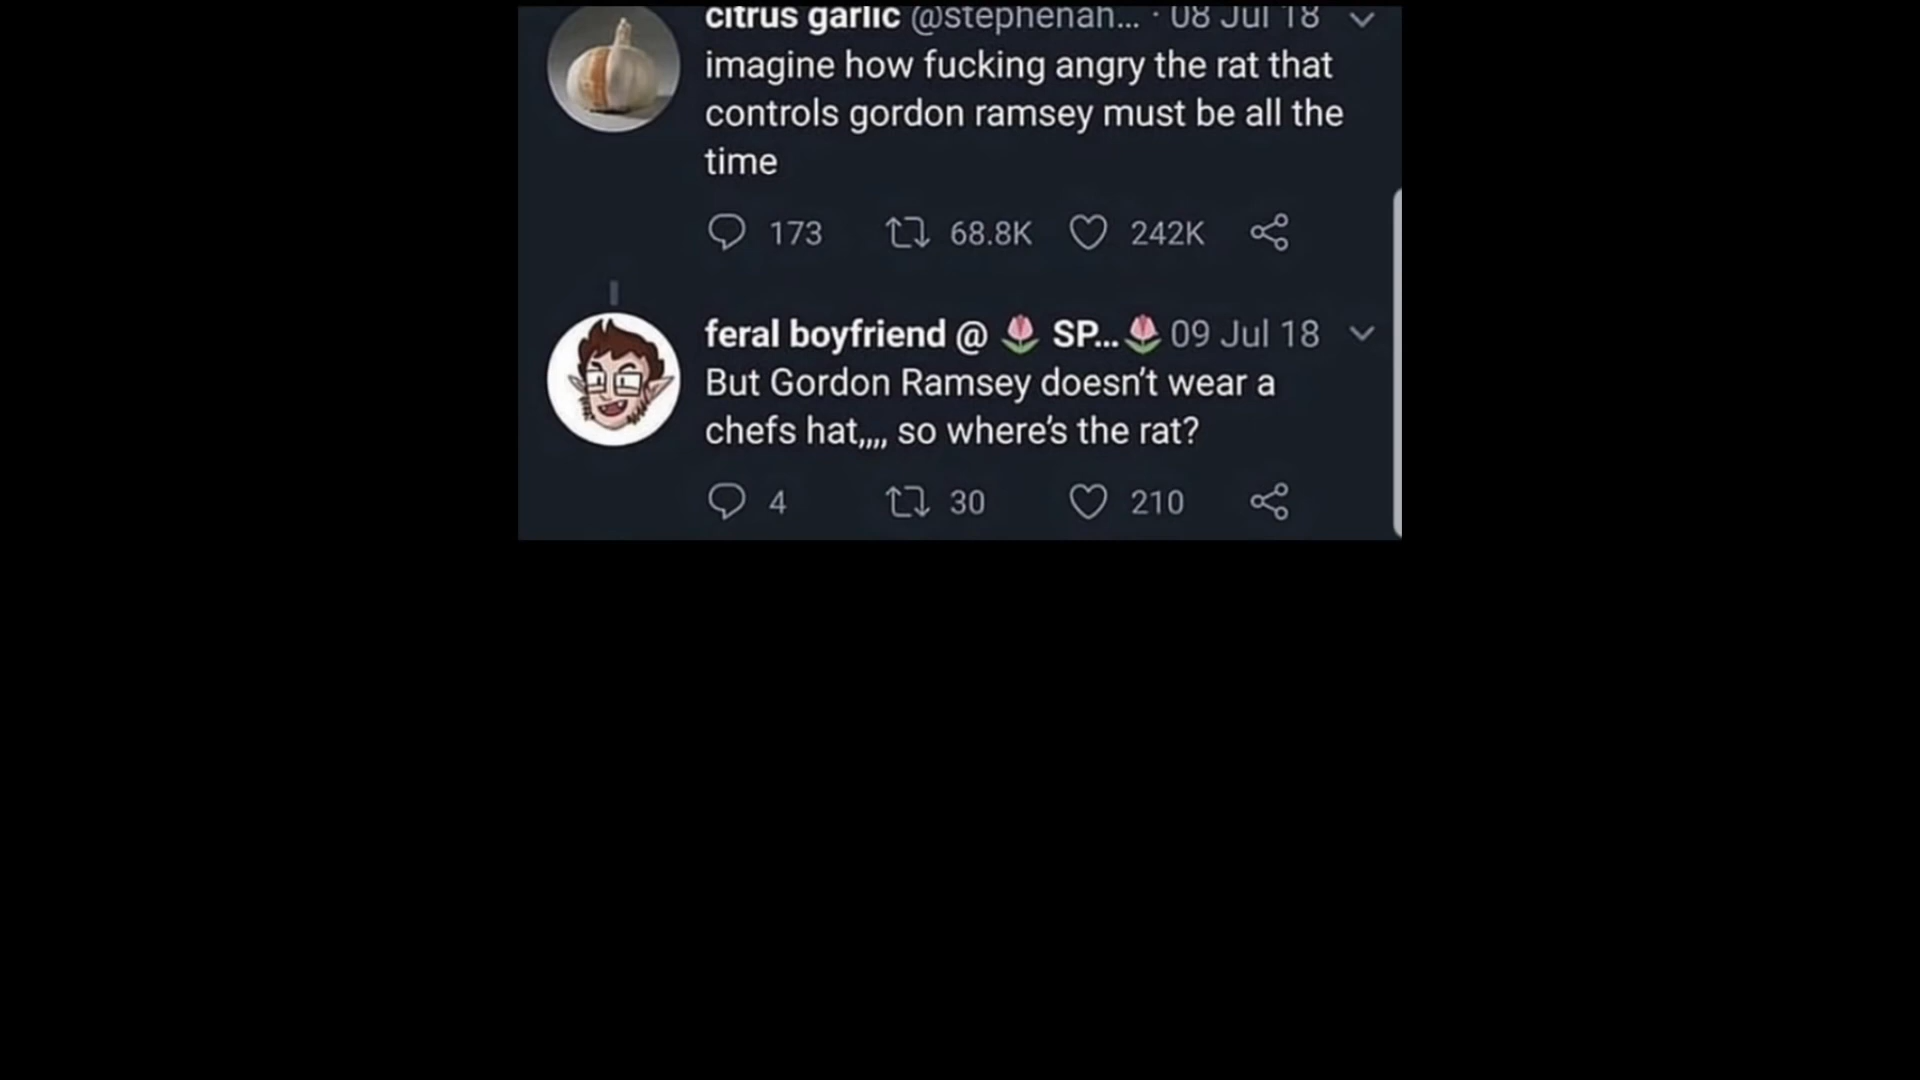 citrus garlic @stephenan... · 08 Jul 18
imagine how fucking angry the rat that
controls gordon ramsey must be all the
time
173 68.8K 242K
feral boyfriend @ 🌷 SP...🌷 09 Jul 18
But Gordon Ramsey doesn't wear a
chefs hat,,,, so where's the rat?
4 30 210